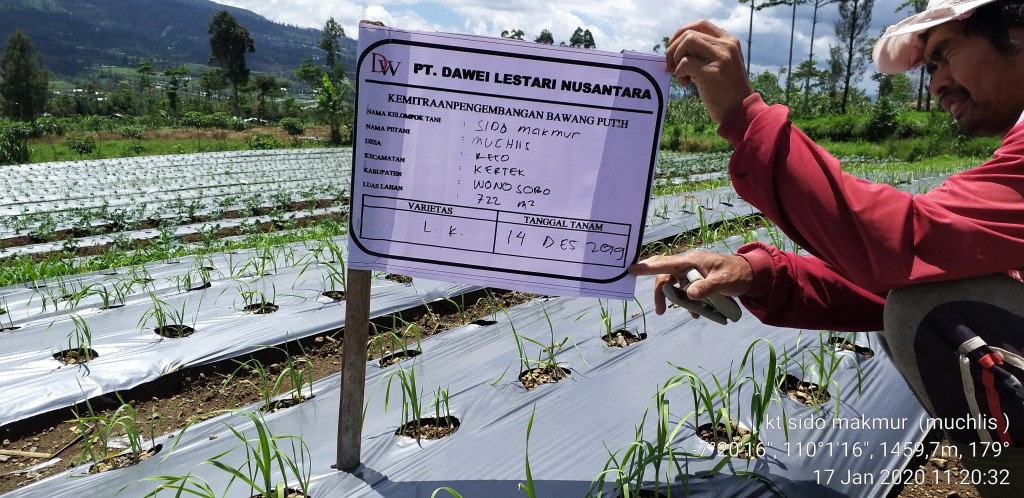 DW PT. DAWEI LESTARI NUSANTARA
KEMITRAANPENGEMBANGAN BAWANG PUTIH
NAMA KELOMPOK TANI : SIDO makmur
NAMA PETANI : MUCHLIS
DESA : RECO
KECAMATAN : KERTEK
KABUPATEN : WONOSOBO
LUAS LAHAN : 722 m²
VARIETAS TANGGAL TANAM
L. K. 14 DES 2019
kt sido makmur (muchlis )
-7°20'16", 110°1'16", 1459,7m, 179°
17 Jan 2020 11:20:32